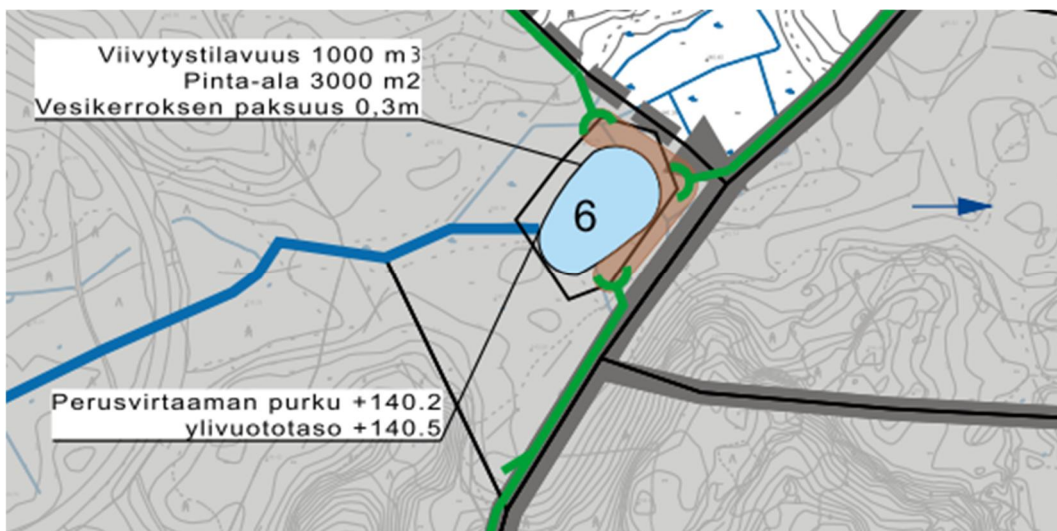 Viivytystilavuus 1000 m3
Pinta-ala 3000 m2
Vesikerroksen paksuus 0,3m
6
Perusvirtaaman purku +140.2
ylivuototaso +140.5